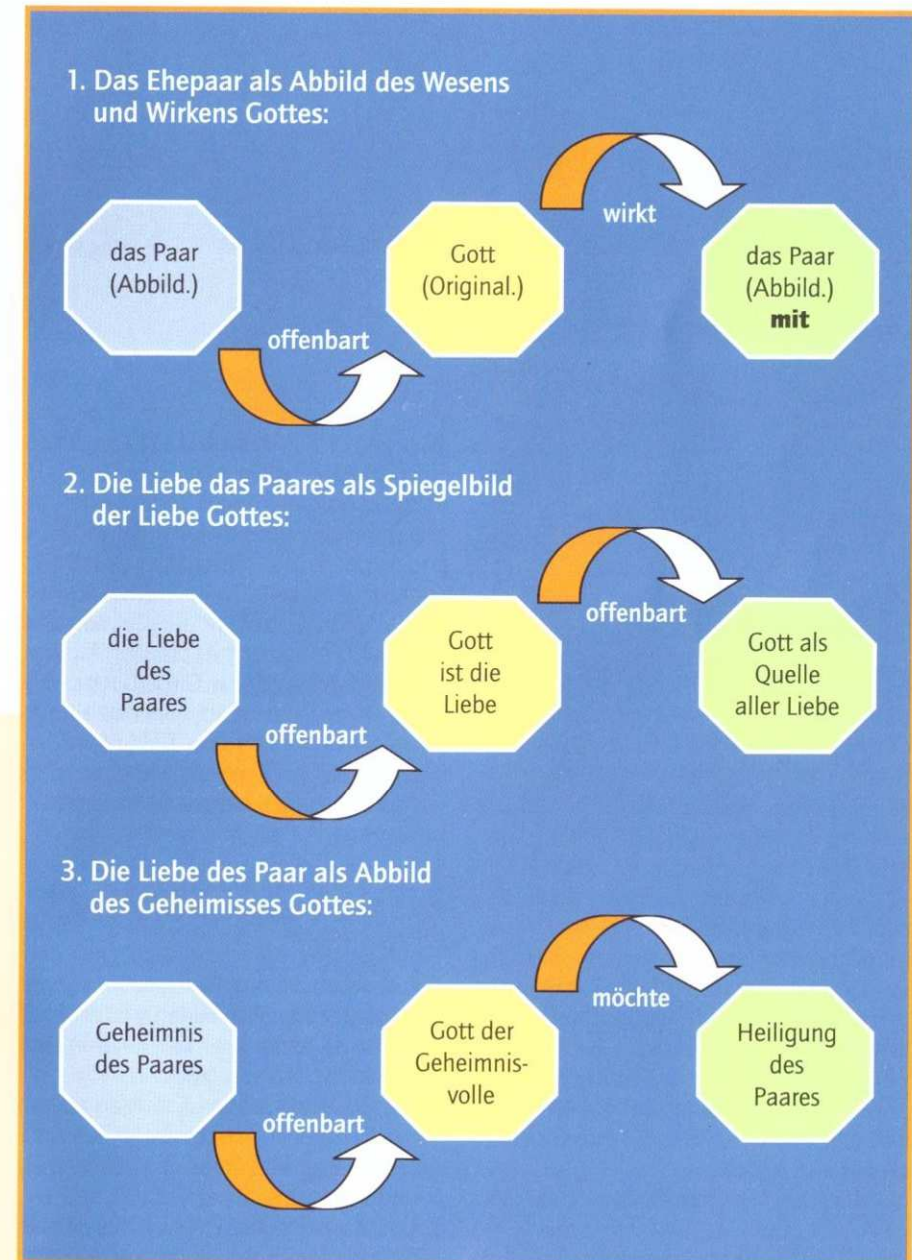 1. Das Ehepaar als Abbild des Wesens
und Wirkens Gottes:
das Paar
(Abbild.)
offenbart
Gott
(Original.)
wirkt
das Paar
(Abbild.)
mit
2. Die Liebe das Paares als Spiegelbild
der Liebe Gottes:
die Liebe
des
Paares
offenbart
Gott
ist die
Liebe
offenbart
Gott als
Quelle
aller Liebe
3. Die Liebe des Paar als Abbild
des Geheimisses Gottes:
Geheimnis
des Paares
offenbart
Gott der
Geheimnis-
volle
möchte
Heiligung
des
Paares